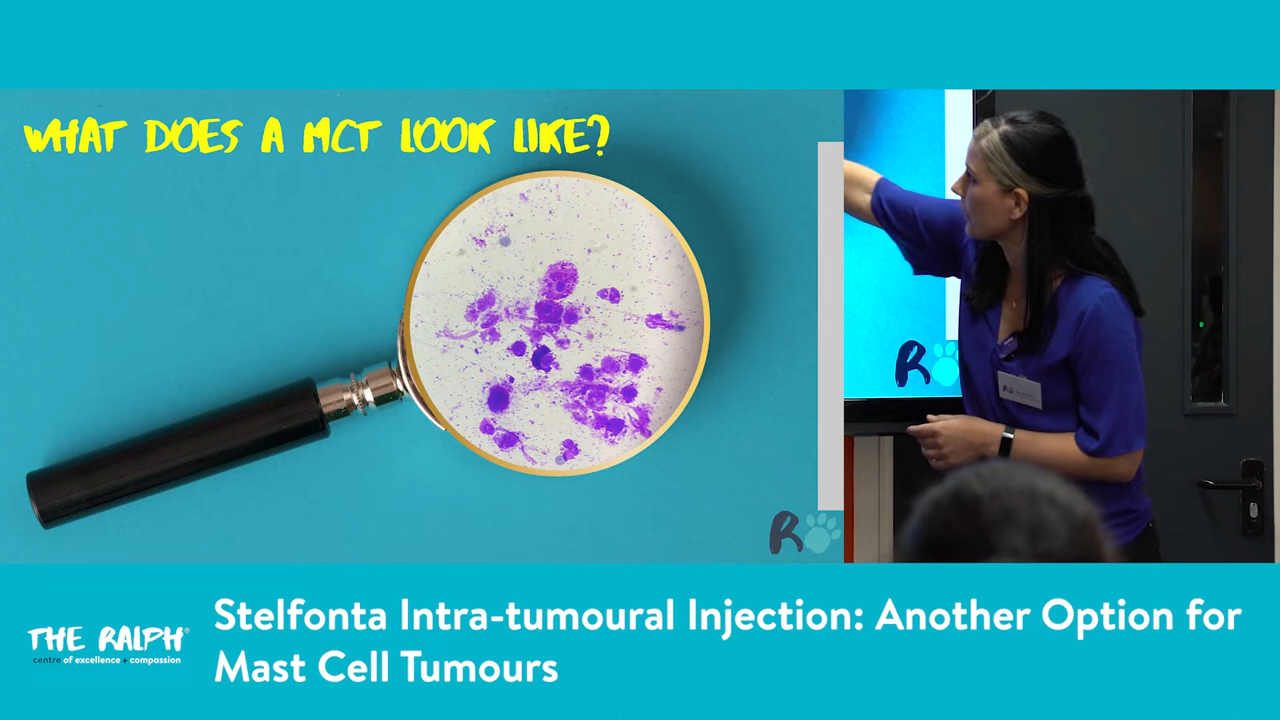 WHAT DOES A MCT LOOK LIKE?
R
R
THE RALPH®
centre of excellence + compassion
Stelfonta Intra-tumoural Injection: Another Option for
Mast Cell Tumours